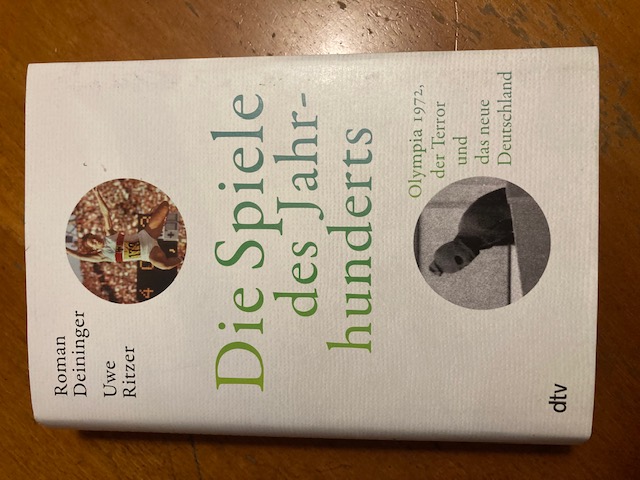 Roman
Deininger
Uwe
Ritzer
Die Spiele
des Jahr-
hunderts
Olympia 1972,
der Terror
und
das neue
Deutschland
dtv